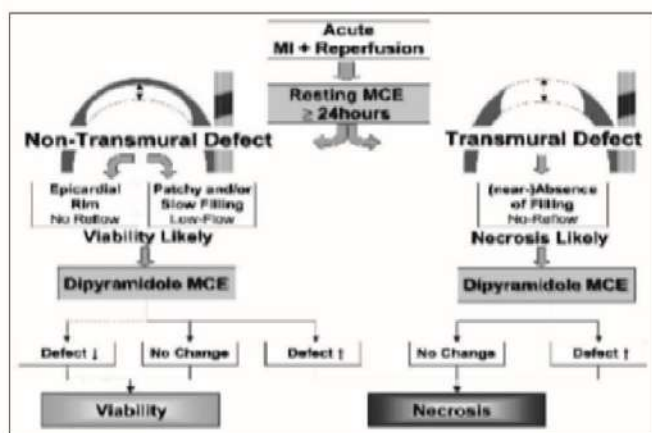 Acute
MI + Reperfusion
Resting MCE
≥ 24hours
Non-Transmural Defect
Transmural Defect
Epicardial
Rim
No Reflow
Patchy and/or
Slow Filling
Low-Flow
(near-)Absence
of Filling
No-Reflow
Viability Likely
Necrosis Likely
Dipyridamole MCE
Dipyridamole MCE
Defect ↓
No Change
Defect ↑
No Change
Defect ↑
Viability
Necrosis